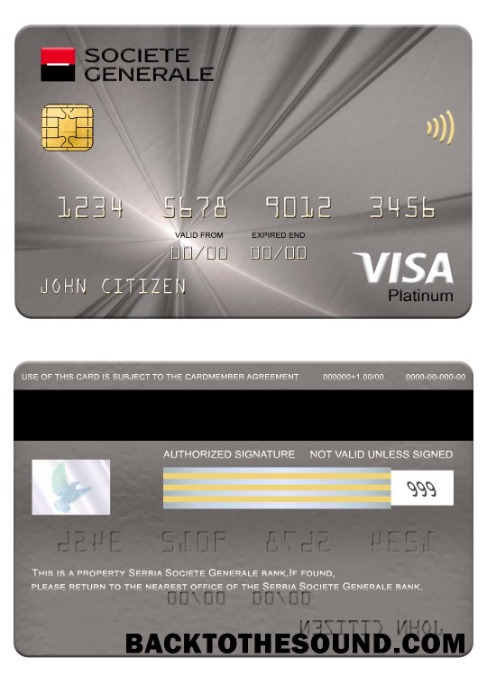 SOCIETE
GENERALE
1234 5678 9012 3456
VALID FROM EXPIRED END
00/00 00/00
JOHN CITIZEN
VISA
Platinum
USE OF THIS CARD IS SUBJECT TO THE CARDMEMBER AGREEMENT 000000+1 00/00 0000-00-000-00
AUTHORIZED SIGNATURE NOT VALID UNLESS SIGNED
999
THIS IS A PROPERTY SERBIA SOCIETE GENERALE BANK.IF FOUND,
PLEASE RETURN TO THE NEAREST OFFICE OF THE SERBIA SOCIETE GENERALE BANK.
00/00 00/00
JOHN CITIZEN
BACKTOTHESOUND.COM